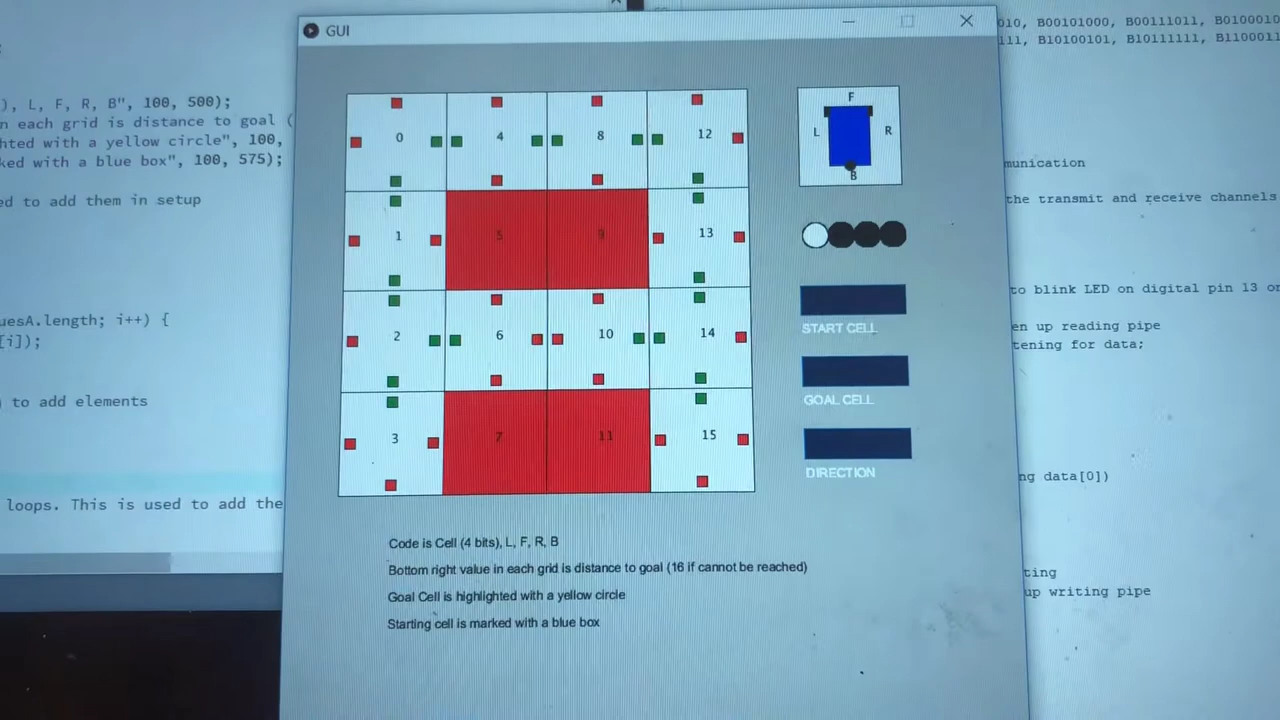 GUI
010, B00101000, B00111011, B0100010
111, B10100101, B10111111, B1100011
), L, F, R, B", 100, 500);
n each grid is distance to goal (
hted with a yellow circle", 100,
ked with a blue box", 100, 575);
ed to add them in setup
uesA.length; i++) {
[i]);
) to add elements
loops. This is used to add the
0 4 8 12
1 5 9 13
2 6 10 14
3 7 11 15
F
L R
B
START CELL
GOAL CELL
DIRECTION
Code is Cell (4 bits), L, F, R, B
Bottom right value in each grid is distance to goal (16 if cannot be reached)
Goal Cell is highlighted with a yellow circle
Starting cell is marked with a blue box
munication
the transmit and receive channels
to blink LED on digital pin 13 or
en up reading pipe
tening for data;
ng data[0])
ting
up writing pipe